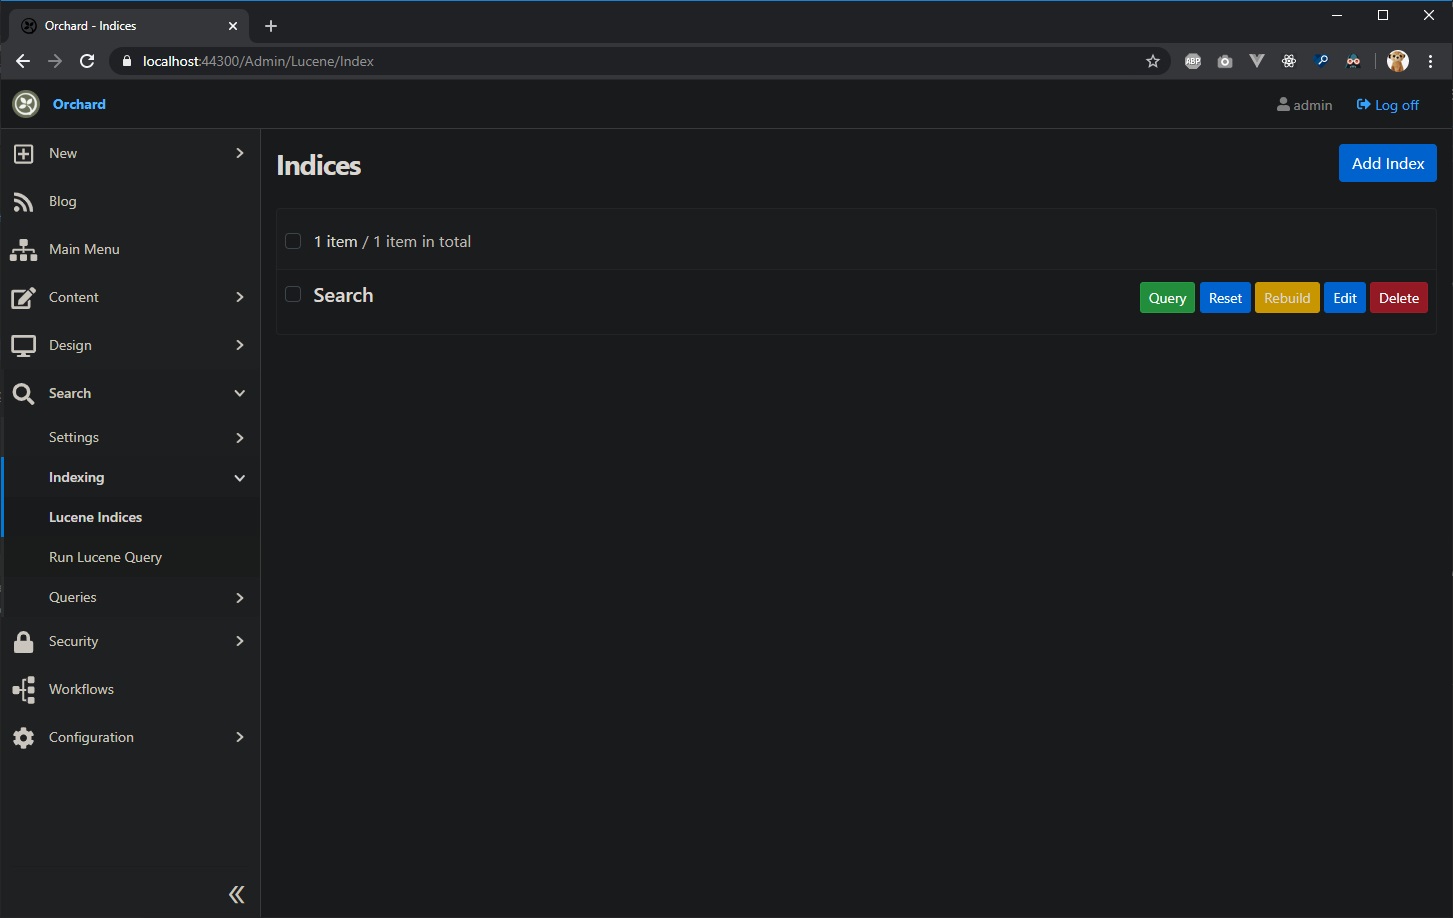 Orchard - Indices
localhost:44300/Admin/Lucene/Index
ABP
Orchard
admin
Log off
New
Blog
Main Menu
Content
Design
Search
Settings
Indexing
Lucene Indices
Run Lucene Query
Queries
Security
Workflows
Configuration
Indices
Add Index
1 item / 1 item in total
Search
Query
Reset
Rebuild
Edit
Delete